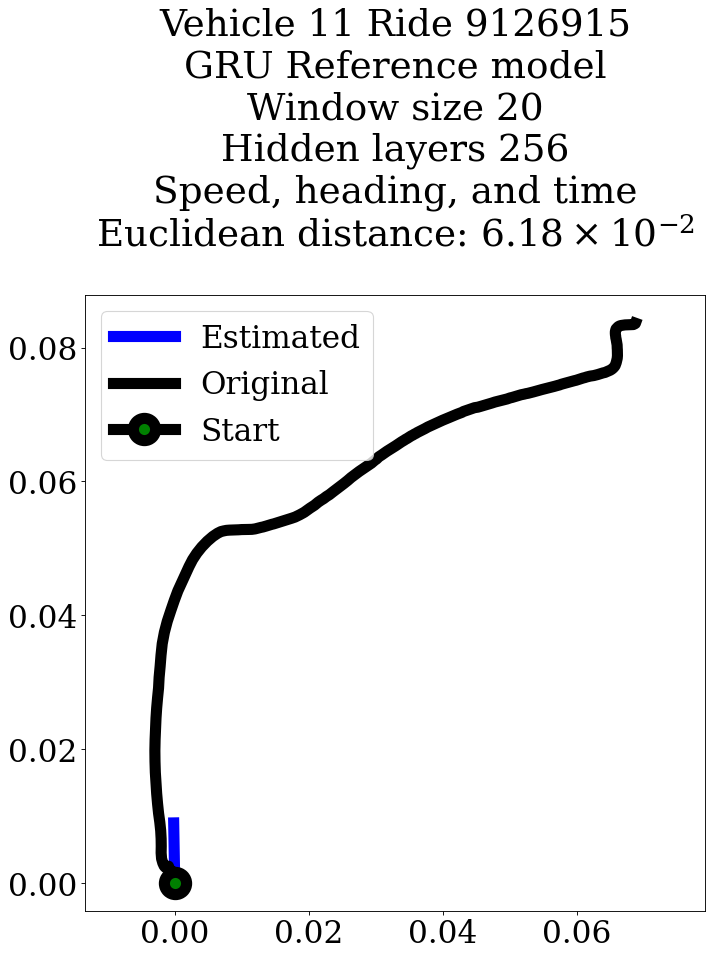 Vehicle 11 Ride 9126915
GRU Reference model
Window size 20
Hidden layers 256
Speed, heading, and time
Euclidean distance: 6.18 × 10⁻²
Estimated
Original
Start
0.08
0.06
0.04
0.02
0.00
0.00 0.02 0.04 0.06